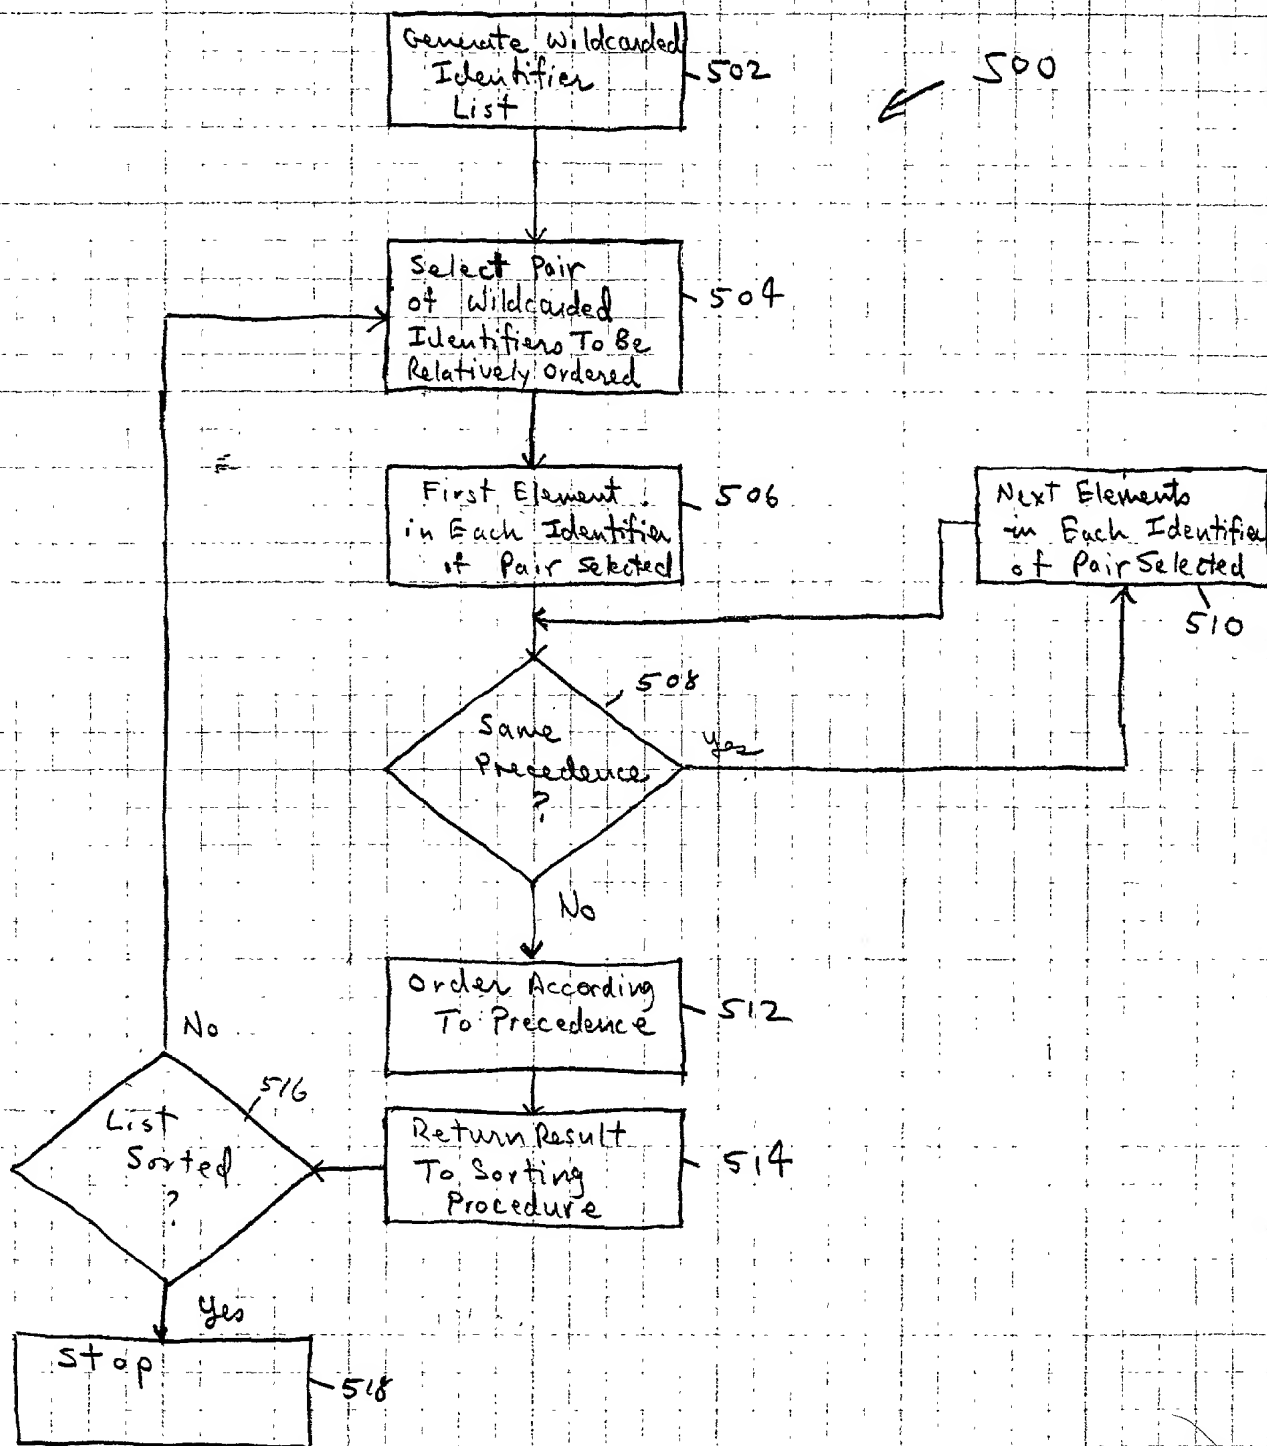 Generate Wildcarded
Identifier
List
502
500
Select Pair
of Wildcarded
Identifiers To Be
Relatively Ordered
504
First Element
in Each Identifier
of Pair Selected
506
Next Elements
in Each Identifier
of Pair Selected
510
508
Same
Precedence
?
Yes
No
Order According
To Precedence
512
No
516
List
Sorted
?
Return Result
To Sorting
Procedure
514
Yes
Stop
518